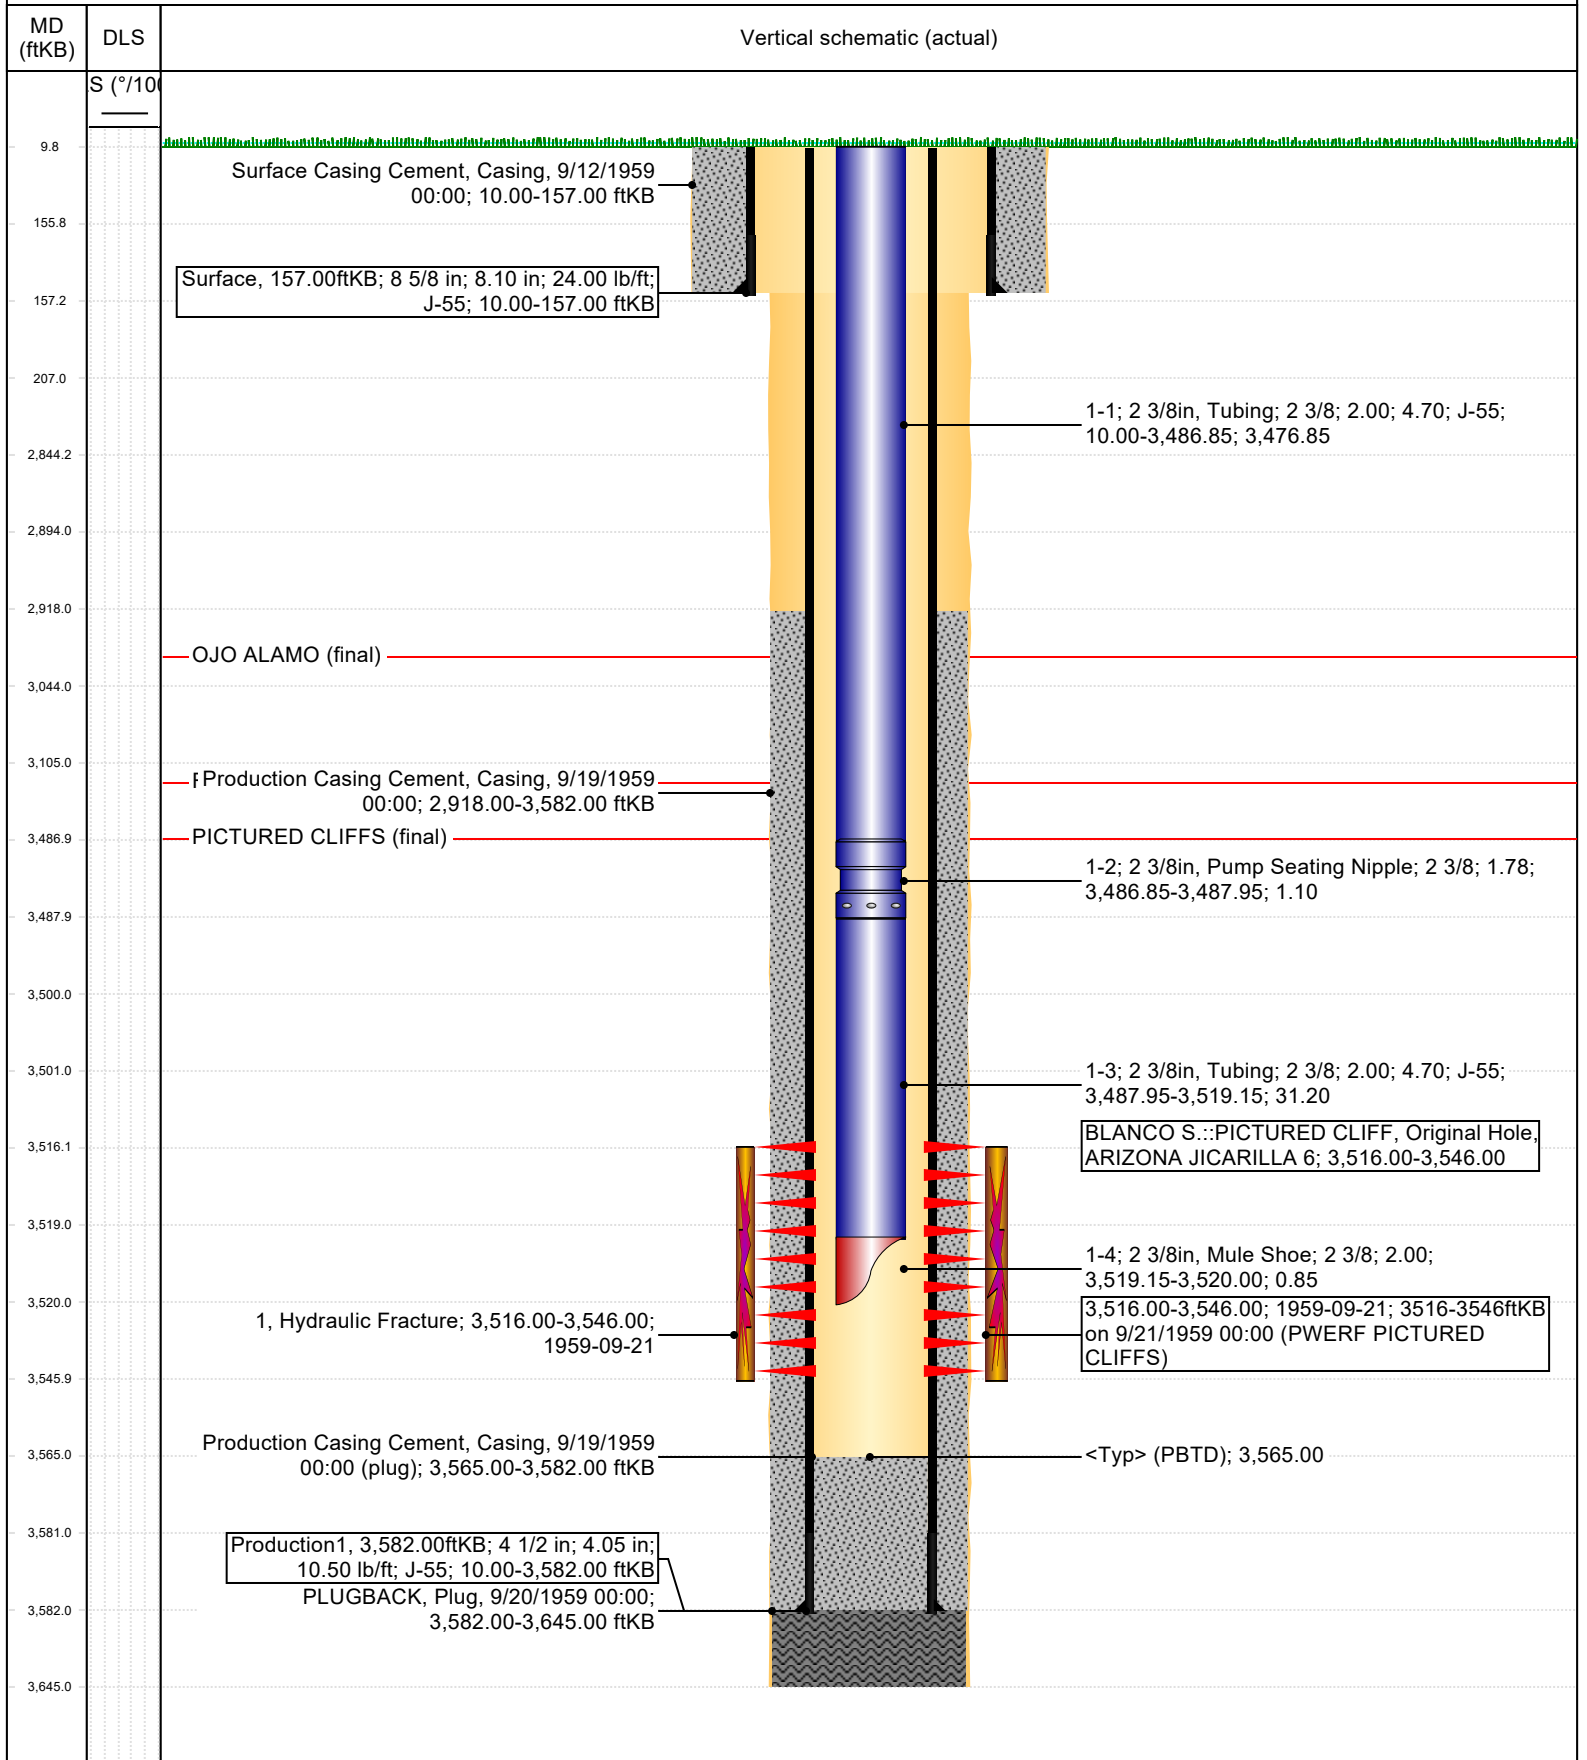 MD
(ftKB)
DLS
Vertical schematic (actual)
S (°/10
9.8
Surface Casing Cement, Casing, 9/12/1959
00:00; 10.00-157.00 ftKB
155.8
Surface, 157.00ftKB; 8 5/8 in; 8.10 in; 24.00 lb/ft;
J-55; 10.00-157.00 ftKB
157.2
207.0
1-1; 2 3/8in, Tubing; 2 3/8; 2.00; 4.70; J-55;
10.00-3,486.85; 3,476.85
2,844.2
2,894.0
2,918.0
OJO ALAMO (final)
3,044.0
3,105.0
Production Casing Cement, Casing, 9/19/1959
00:00; 2,918.00-3,582.00 ftKB
PICTURED CLIFFS (final)
3,486.9
1-2; 2 3/8in, Pump Seating Nipple; 2 3/8; 1.78;
3,486.85-3,487.95; 1.10
3,487.9
3,500.0
3,501.0
1-3; 2 3/8in, Tubing; 2 3/8; 2.00; 4.70; J-55;
3,487.95-3,519.15; 31.20
BLANCO S.::PICTURED CLIFF, Original Hole,
ARIZONA JICARILLA 6; 3,516.00-3,546.00
3,516.1
3,519.0
1-4; 2 3/8in, Mule Shoe; 2 3/8; 2.00;
3,519.15-3,520.00; 0.85
3,520.0
1, Hydraulic Fracture; 3,516.00-3,546.00;
1959-09-21
3,516.00-3,546.00; 1959-09-21; 3516-3546ftKB
on 9/21/1959 00:00 (PWERF PICTURED
CLIFFS)
3,545.9
Production Casing Cement, Casing, 9/19/1959
00:00 (plug); 3,565.00-3,582.00 ftKB
3,565.0
<Typ> (PBTD); 3,565.00
3,581.0
Production1, 3,582.00ftKB; 4 1/2 in; 4.05 in;
10.50 lb/ft; J-55; 10.00-3,582.00 ftKB
PLUGBACK, Plug, 9/20/1959 00:00;
3,582.00-3,645.00 ftKB
3,582.0
3,645.0